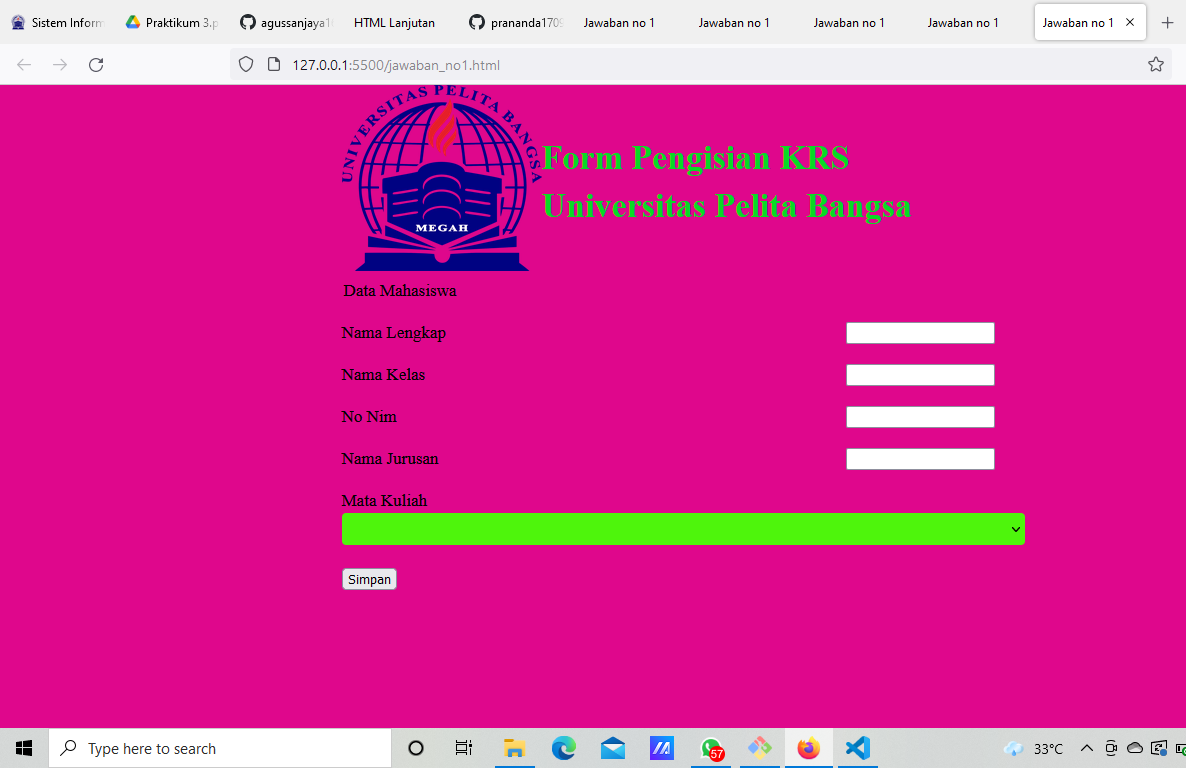 Sistem Inform
Praktikum 3.p
agussanjaya1
HTML Lanjutan
prananda1709
Jawaban no 1
Jawaban no 1
Jawaban no 1
Jawaban no 1
Jawaban no 1
127.0.0.1:5500/jawaban_no1.html
UNIVERSITAS PELITA BANGSA
MEGAH
Form Pengisian KRS
Universitas Pelita Bangsa
Data Mahasiswa
Nama Lengkap
Nama Kelas
No Nim
Nama Jurusan
Mata Kuliah
Simpan
Type here to search
57
33°C